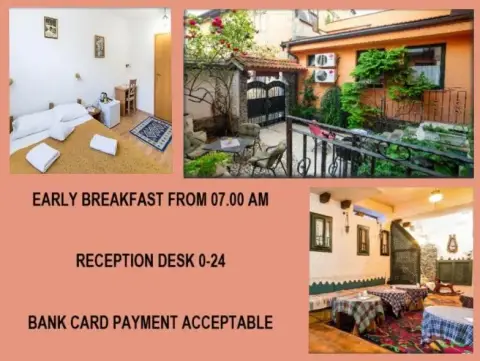 EARLY BREAKFAST FROM 07.00 AM
RECEPTION DESK 0-24
BANK CARD PAYMENT ACCEPTABLE